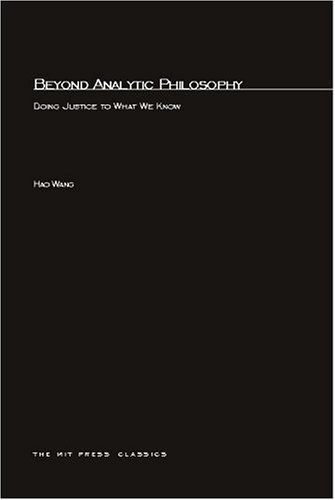 Beyond Analytic Philosophy
Doing Justice to What We Know
Hao Wang
The MIT Press Classics